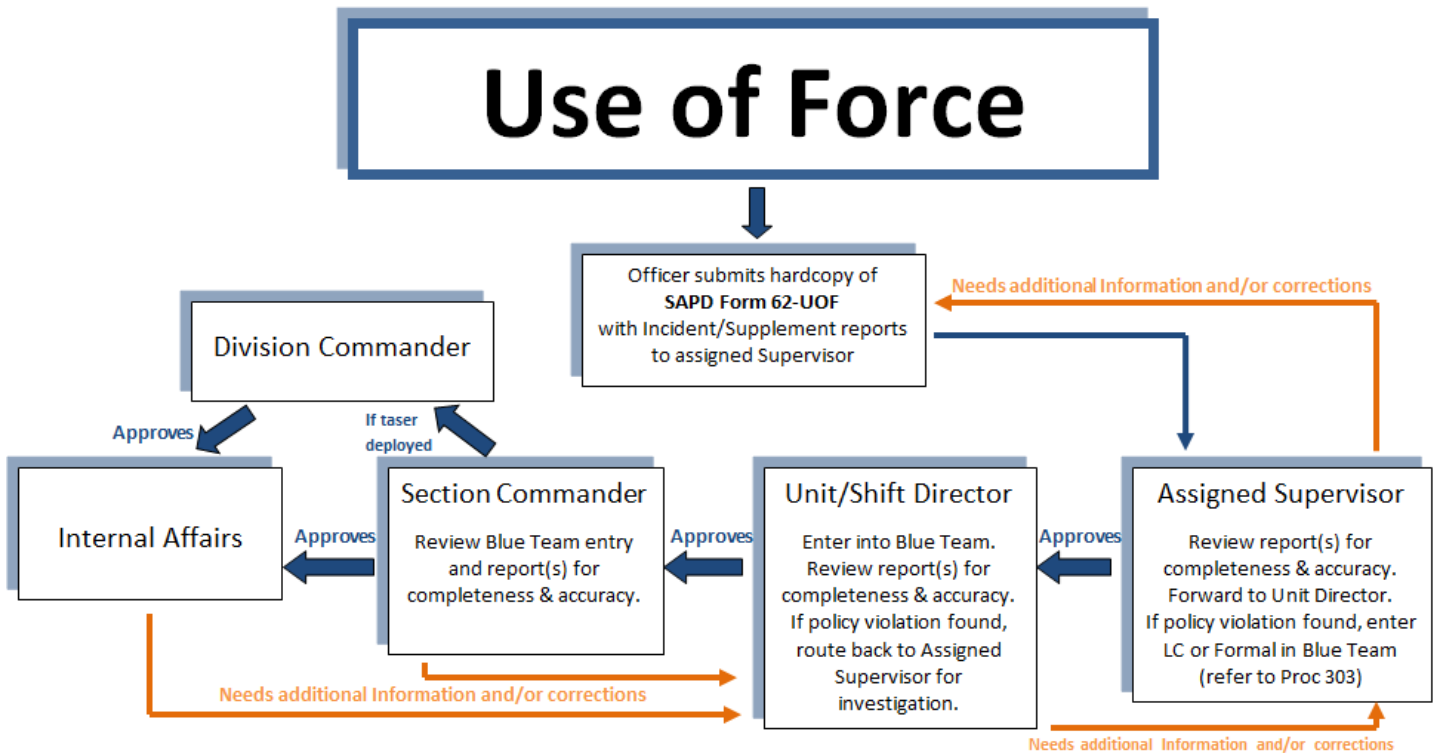 Use of Force
Officer submits hardcopy of
SAPD Form 62-UOF
with Incident/Supplement reports
to assigned Supervisor
Needs additional Information and/or corrections
Division Commander
Approves
If taser
deployed
Internal Affairs
Approves
Section Commander
Review Blue Team entry
and report(s) for
completeness & accuracy.
Approves
Unit/Shift Director
Enter into Blue Team.
Review report(s) for
completeness & accuracy.
If policy violation found,
route back to Assigned
Supervisor for
investigation.
Approves
Assigned Supervisor
Review report(s) for
completeness & accuracy.
Forward to Unit Director.
If policy violation found, enter
LC or Formal in Blue Team
(refer to Proc 303)
Needs additional Information and/or corrections
Needs additional Information and/or corrections